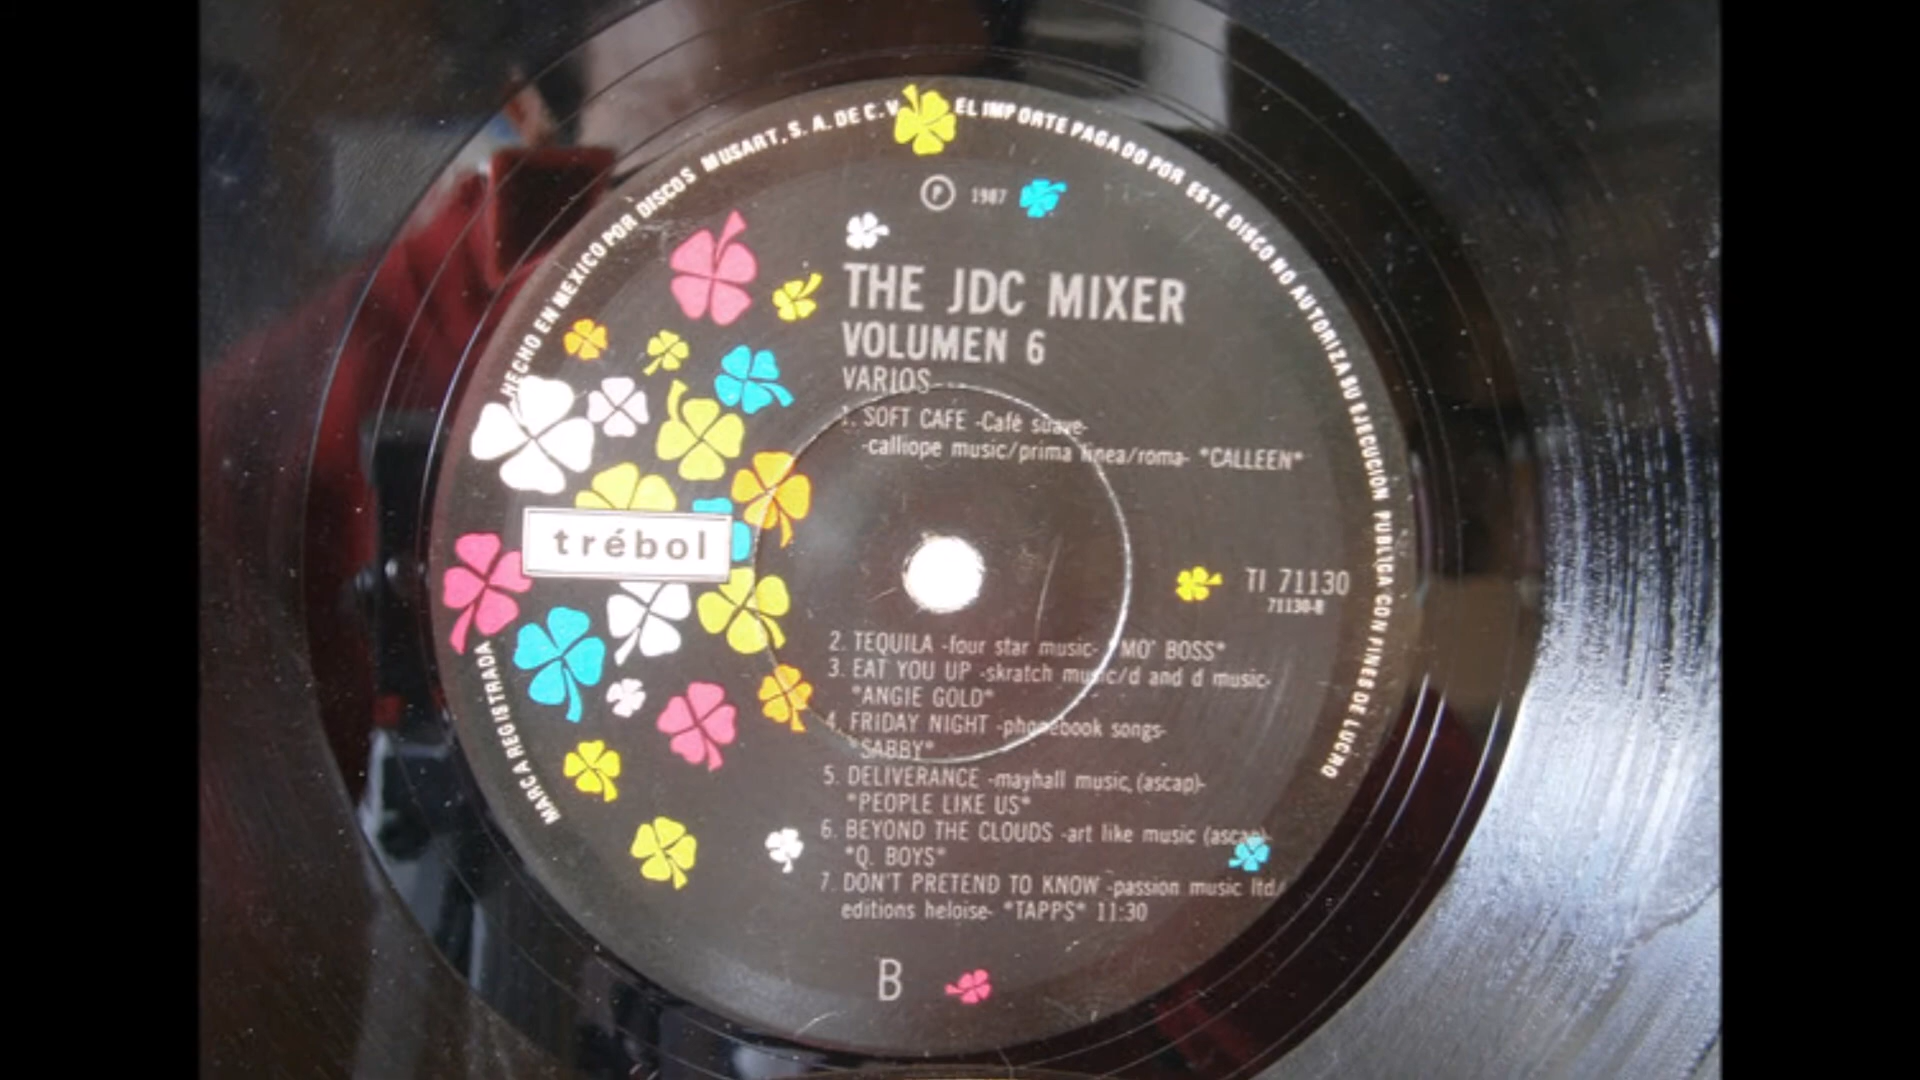 HECHO EN MEXICO POR DISCOS MUSART, S. A. DE C. V.
EL IMPORTE PAGADO POR ESTE DISCO NO AUTORIZA SU EJECUCION PUBLICA CON FINES DE LUCRO
MARCA REGISTRADA
Ⓟ 1987
THE JDC MIXER
VOLUMEN 6
VARIOS
1. SOFT CAFE -Café suave-
-calliope music/prima linea/roma- *CALLEEN*
trébol
TI 71130
71130-B
2. TEQUILA -four star music- *MO' BOSS*
3. EAT YOU UP -skratch music/d and d music-
*ANGIE GOLD*
4. FRIDAY NIGHT -phonebook songs-
*SABBY*
5. DELIVERANCE -mayhall music, (ascap)-
*PEOPLE LIKE US*
6. BEYOND THE CLOUDS -art like music (ascap)-
*Q. BOYS*
7. DON'T PRETEND TO KNOW -passion music ltd/
editions heloise- *TAPPS* 11:30
B